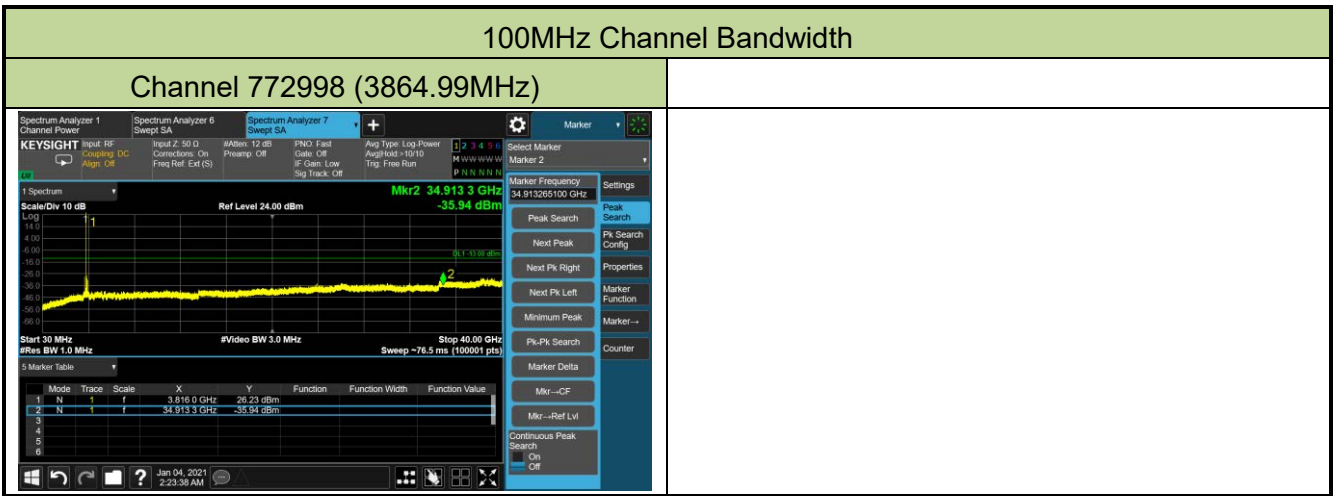 100MHz Channel Bandwidth
Channel 772998 (3864.99MHz)
Spectrum Analyzer 1
Channel Power
Spectrum Analyzer 6
Swept SA
Spectrum Analyzer 7
Swept SA
+
Marker
KEYSIGHT
Input: RF
Coupling: DC
Align: Off
Input Z: 50 Ω
Corrections: On
Freq Ref: Ext (S)
#Atten: 12 dB
Preamp: Off
PNO: Fast
Gate: Off
IF Gain: Low
Sig Track: Off
Avg Type: Log-Power
Avg|Hold:>10/10
Trig: Free Run
1 2 3 4 5 6
M W W W W W
P N N N N N
Select Marker
Marker 2
1 Spectrum
Mkr2 34.913 3 GHz
-35.94 dBm
Scale/Div 10 dB
Ref Level 24.00 dBm
Log
14.0
4.00
-6.00
-16.0
-26.0
-36.0
-46.0
-56.0
-66.0
1
DL1 -13.00 dBm
2
Start 30 MHz
#Video BW 3.0 MHz
Stop 40.00 GHz
#Res BW 1.0 MHz
Sweep ~76.5 ms (100001 pts)
5 Marker Table
Mode Trace Scale X Y Function Function Width Function Value
1 N 1 f 3.816 0 GHz 26.23 dBm
2 N 1 f 34.913 3 GHz -35.94 dBm
3
4
5
6
Marker Frequency
34.913265100 GHz
Peak Search
Next Peak
Next Pk Right
Next Pk Left
Minimum Peak
Pk-Pk Search
Marker Delta
Mkr→CF
Mkr→Ref Lvl
Continuous Peak
Search
On
Off
Settings
Peak
Search
Pk Search
Config
Properties
Marker
Function
Marker→
Counter
?
Jan 04, 2021
2:23:38 AM